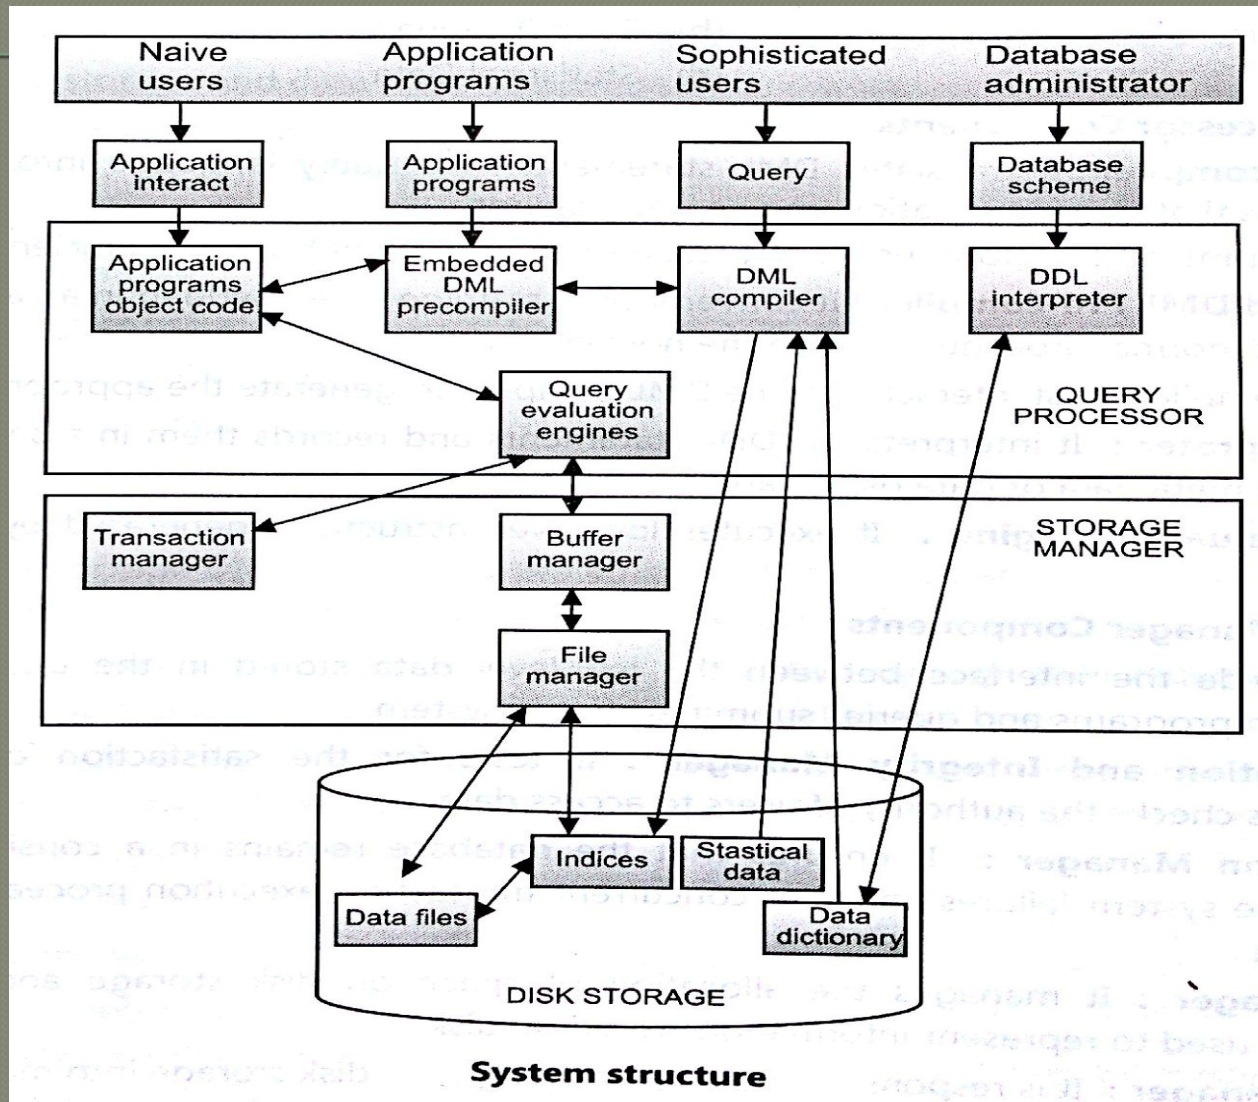 Naive
users
Application
programs
Sophisticated
users
Database
administrator
Application
interact
Application
programs
Query
Database
scheme
Application
programs
object code
Embedded
DML
precompiler
DML
compiler
DDL
interpreter
Query
evaluation
engines
QUERY
PROCESSOR
Transaction
manager
Buffer
manager
STORAGE
MANAGER
File
manager
Indices
Stastical
data
Data files
Data
dictionary
DISK STORAGE
System structure